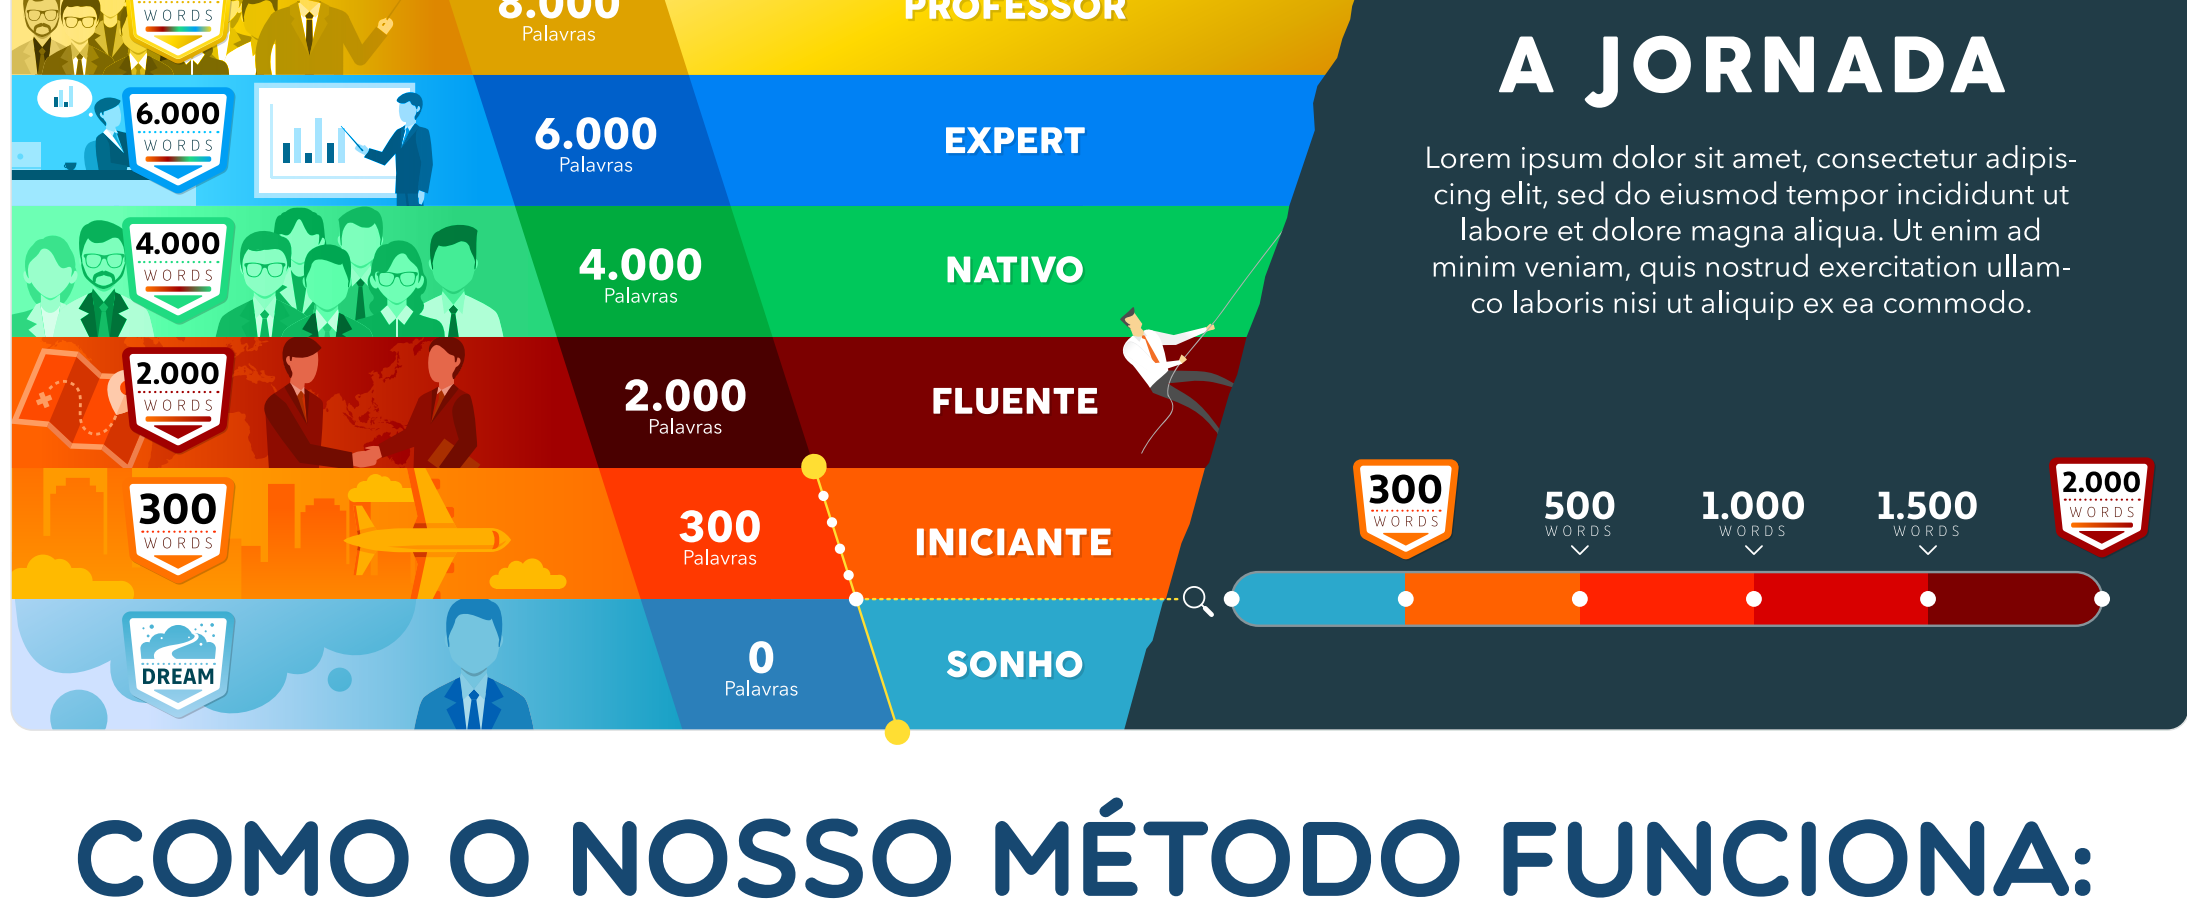 WORDS
8.000
Palavras
PROFESSOR
6.000
WORDS
6.000
Palavras
EXPERT
4.000
WORDS
4.000
Palavras
NATIVO
2.000
WORDS
2.000
Palavras
FLUENTE
300
WORDS
300
Palavras
INICIANTE
DREAM
0
Palavras
SONHO
A JORNADA
Lorem ipsum dolor sit amet, consectetur adipis-
cing elit, sed do eiusmod tempor incididunt ut
labore et dolore magna aliqua. Ut enim ad
minim veniam, quis nostrud exercitation ullam-
co laboris nisi ut aliquip ex ea commodo.
300
WORDS
500
WORDS
1.000
WORDS
1.500
WORDS
2.000
WORDS
COMO O NOSSO MÉTODO FUNCIONA: